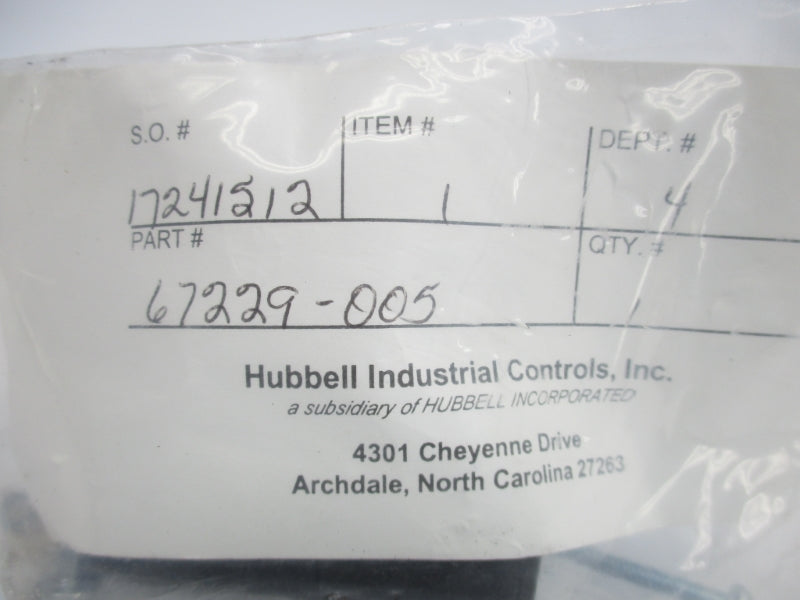 S.O. # ITEM # DEPT. #
17241212 1 4
PART # QTY. #
67229-005 1
Hubbell Industrial Controls, Inc.
a subsidiary of HUBBELL INCORPORATED
4301 Cheyenne Drive
Archdale, North Carolina 27263